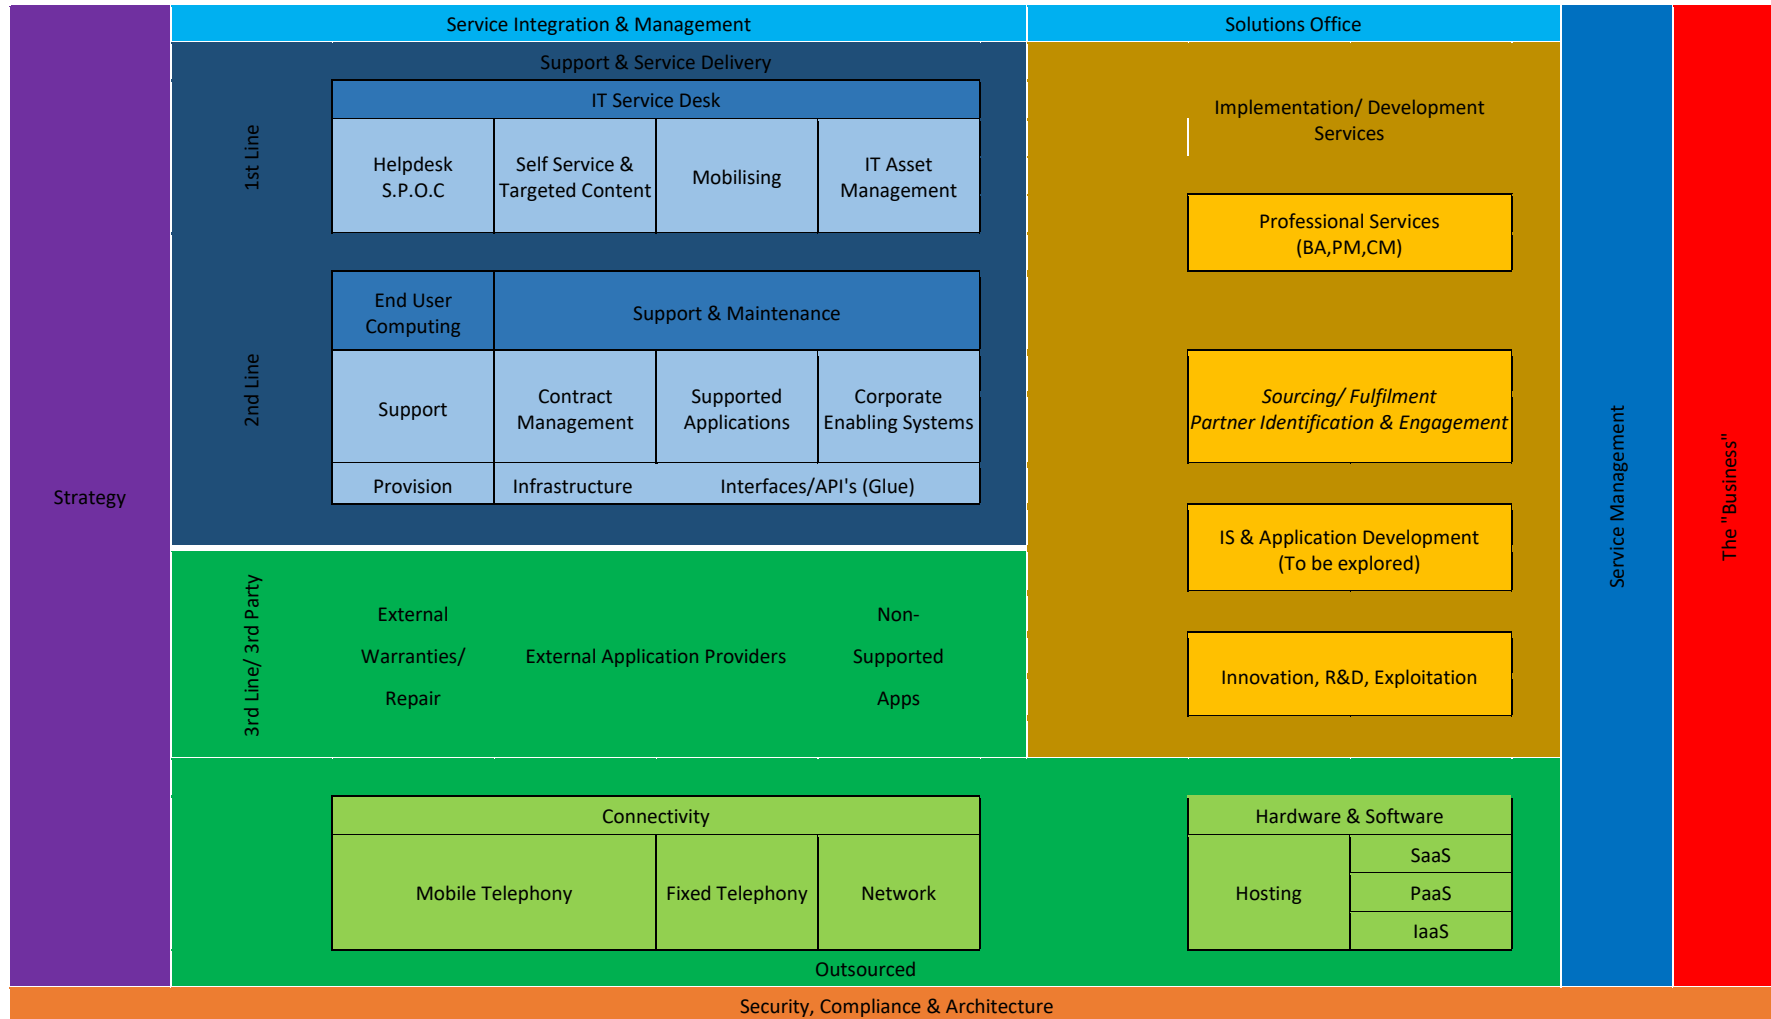 Service Integration & Management
Solutions Office
Support & Service Delivery
IT Service Desk
1st Line
Helpdesk
S.P.O.C
Self Service &
Targeted Content
Mobilising
IT Asset
Management
Implementation/ Development
Services
Professional Services
(BA,PM,CM)
2nd Line
End User
Computing
Support & Maintenance
Support
Contract
Management
Supported
Applications
Corporate
Enabling Systems
Provision
Infrastructure
Interfaces/API's (Glue)
Sourcing/ Fulfilment
Partner Identification & Engagement
IS & Application Development
(To be explored)
Strategy
Service Management
The "Business"
3rd Line/ 3rd Party
External
Warranties/
Repair
External Application Providers
Non-
Supported
Apps
Innovation, R&D, Exploitation
Connectivity
Mobile Telephony
Fixed Telephony
Network
Hardware & Software
Hosting
SaaS
PaaS
IaaS
Outsourced
Security, Compliance & Architecture